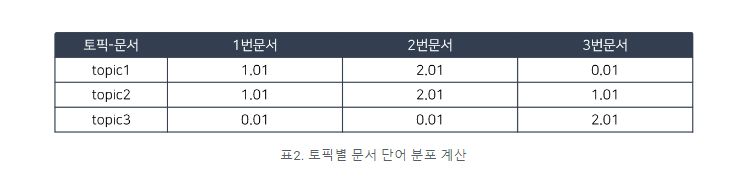 토픽-문서 1번문서 2번문서 3번문서
topic1 1.01 2.01 0.01
topic2 1.01 2.01 1.01
topic3 0.01 0.01 2.01
표2. 토픽별 문서 단어 분포 계산